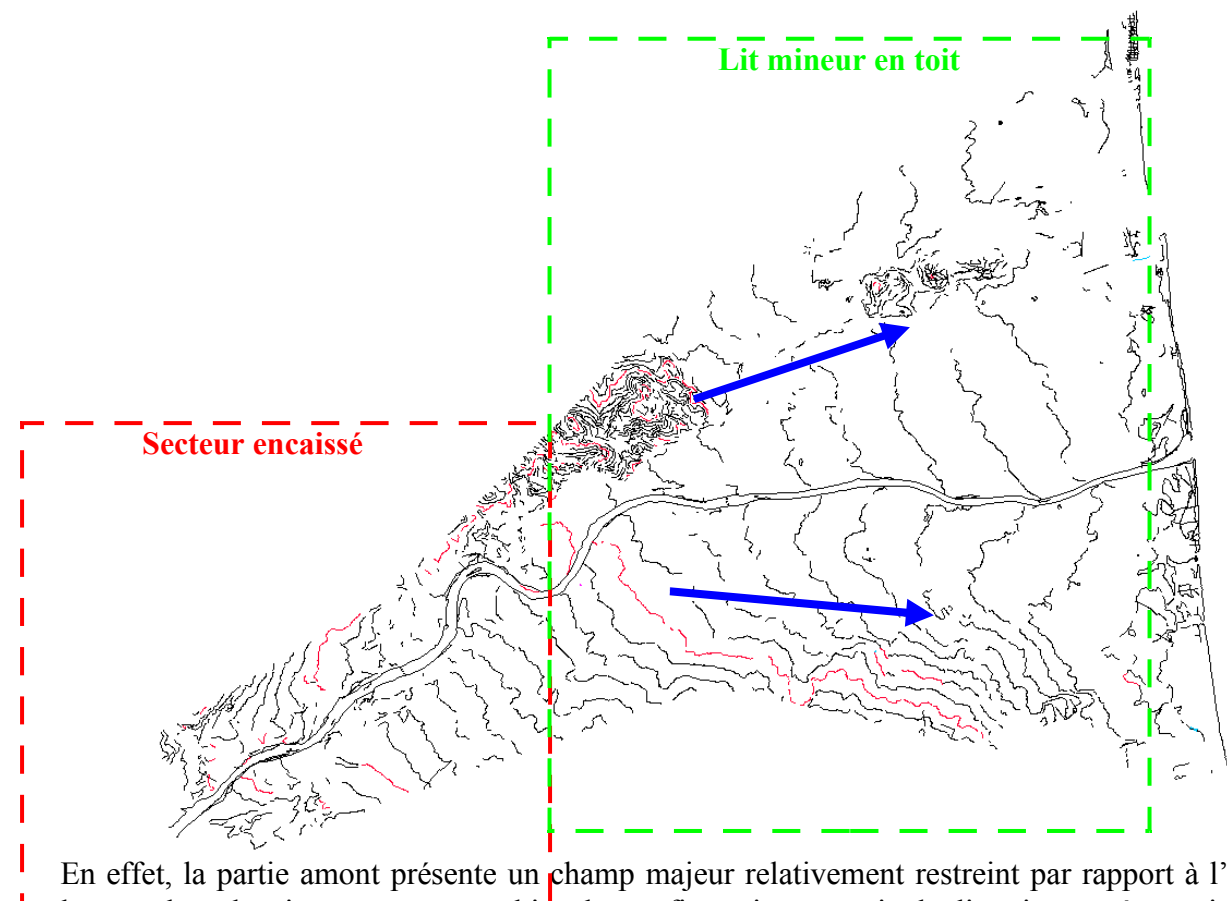 Lit mineur en toit
Secteur encaissé
En effet, la partie amont présente un champ majeur relativement restreint par rapport à l’